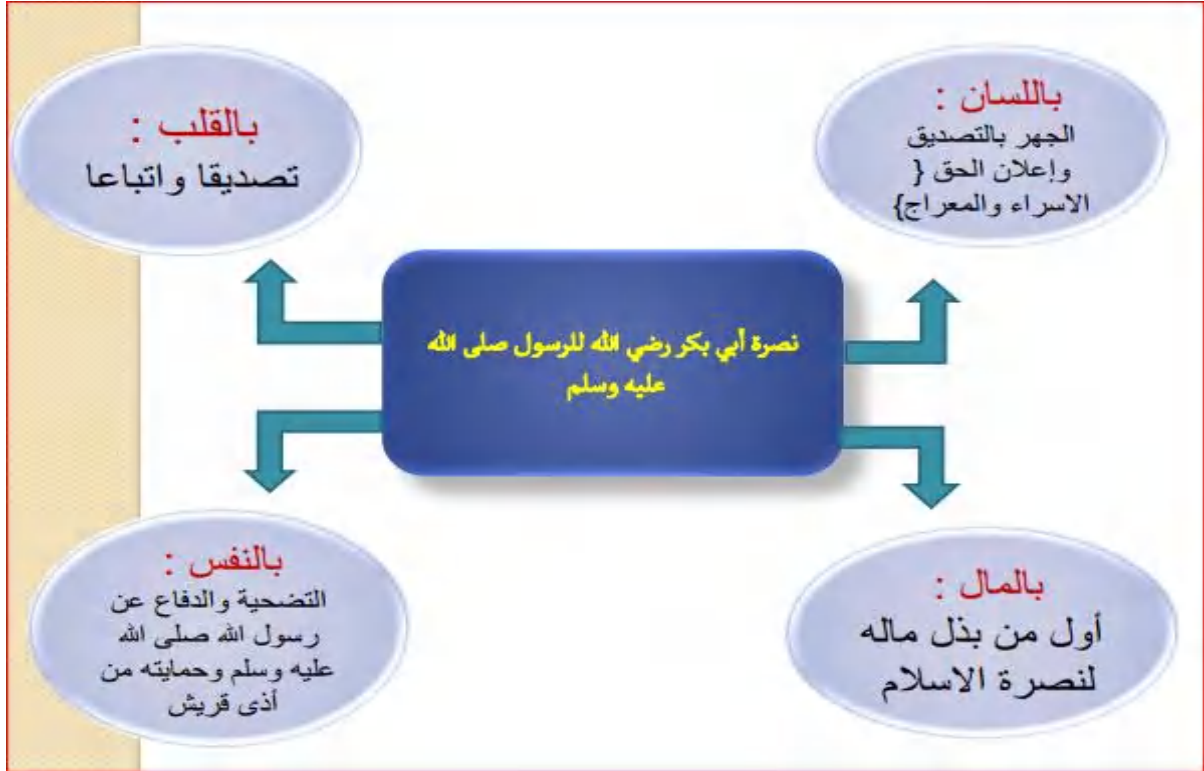 باللسان :
الجهر بالتصديق
وإعلان الحق {
الاسراء والمعراج}
بالقلب :
تصديقا واتباعا
نصرة أبي بكر رضي الله للرسول صلى الله
عليه وسلم
بالمال :
أول من بذل ماله
لنصرة الاسلام
بالنفس :
التضحية والدفاع عن
رسول الله صلى الله
عليه وسلم وحمايته من
أذى قريش